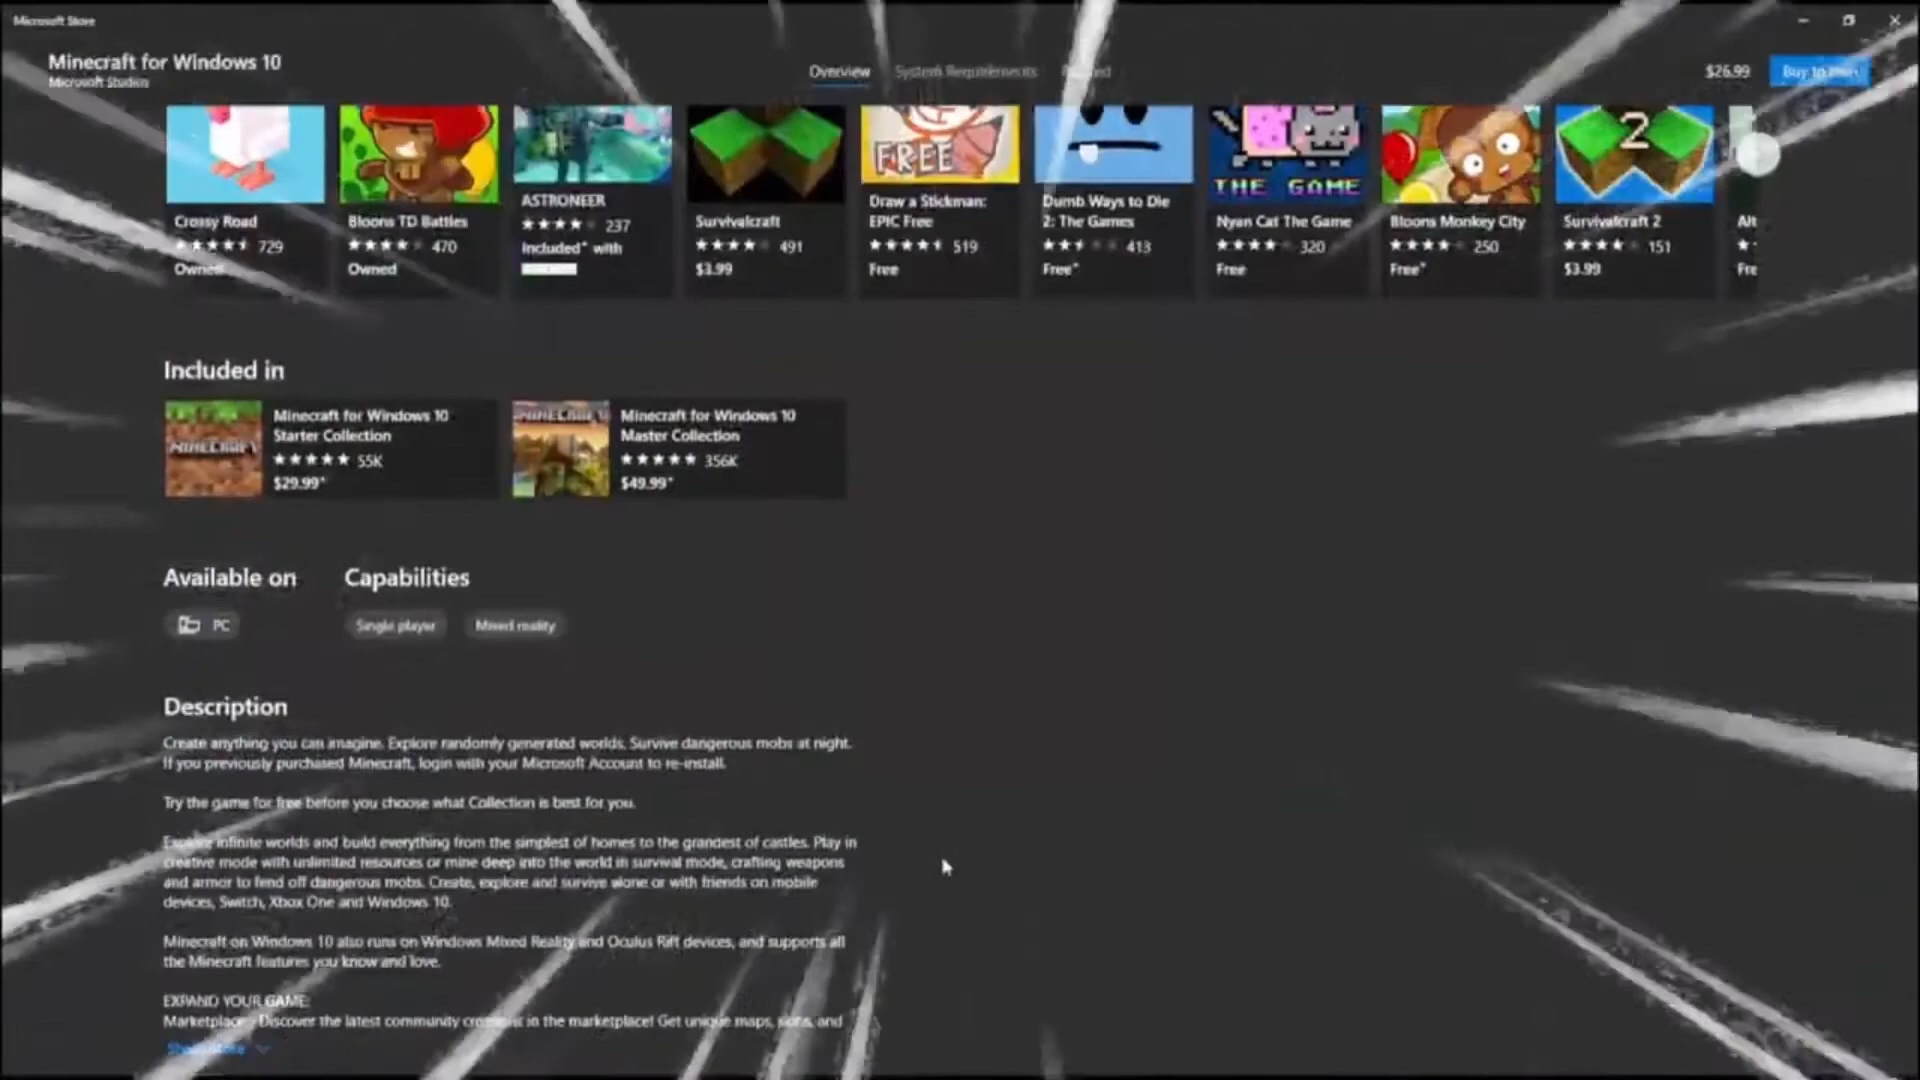 Microsoft Store
Minecraft for Windows 10
Microsoft Studios
Overview
System Requirements
$26.99
Buy to
FREE
THE GAME
2
Crossy Road
729
Owned
Bloons TD Battles
470
Owned
ASTRONEER
237
Included+ with
Survivalcraft
491
$3.99
Draw a Stickman:
EPIC Free
519
Free
Dumb Ways to Die
2: The Games
413
Free+
Nyan Cat The Game
320
Free
Bloons Monkey City
250
Free+
Survivalcraft 2
151
$3.99
Included in
MINECRAFT
Minecraft for Windows 10
Starter Collection
55K
$29.99+
MINECRAFT
Minecraft for Windows 10
Master Collection
356K
$49.99+
Available on
PC
Capabilities
Single player
Mixed reality
Description
Create anything you can imagine. Explore randomly generated worlds. Survive dangerous mobs at night.
If you previously purchased Minecraft, login with your Microsoft Account to re-install.
Try the game for free before you choose what Collection is best for you.
Explore infinite worlds and build everything from the simplest of homes to the grandest of castles. Play in
creative mode with unlimited resources or mine deep into the world in survival mode, crafting weapons
and armor to fend off dangerous mobs. Create, explore and survive alone or with friends on mobile
devices, Switch, Xbox One and Windows 10.
Minecraft on Windows 10 also runs on Windows Mixed Reality and Oculus Rift devices, and supports all
the Minecraft features you know and love.
EXPAND YOUR GAME:
Marketplace - Discover the latest community creations in the marketplace! Get unique maps, skins, and
Show More